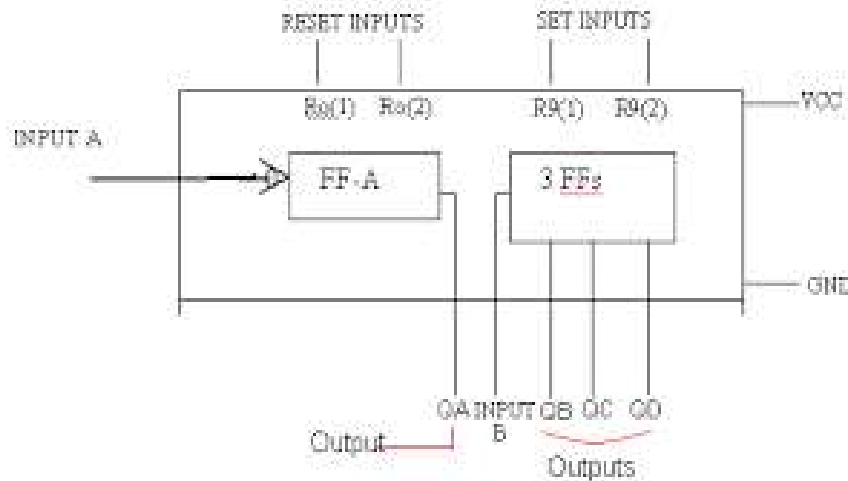 RESET INPUTS
SET INPUTS
Ro(1) Ro(2)
R9(1) R9(2)
VCC
INPUT A
FF-A
3 FFs
GND
QA INPUT B QB QC QD
Output
Outputs